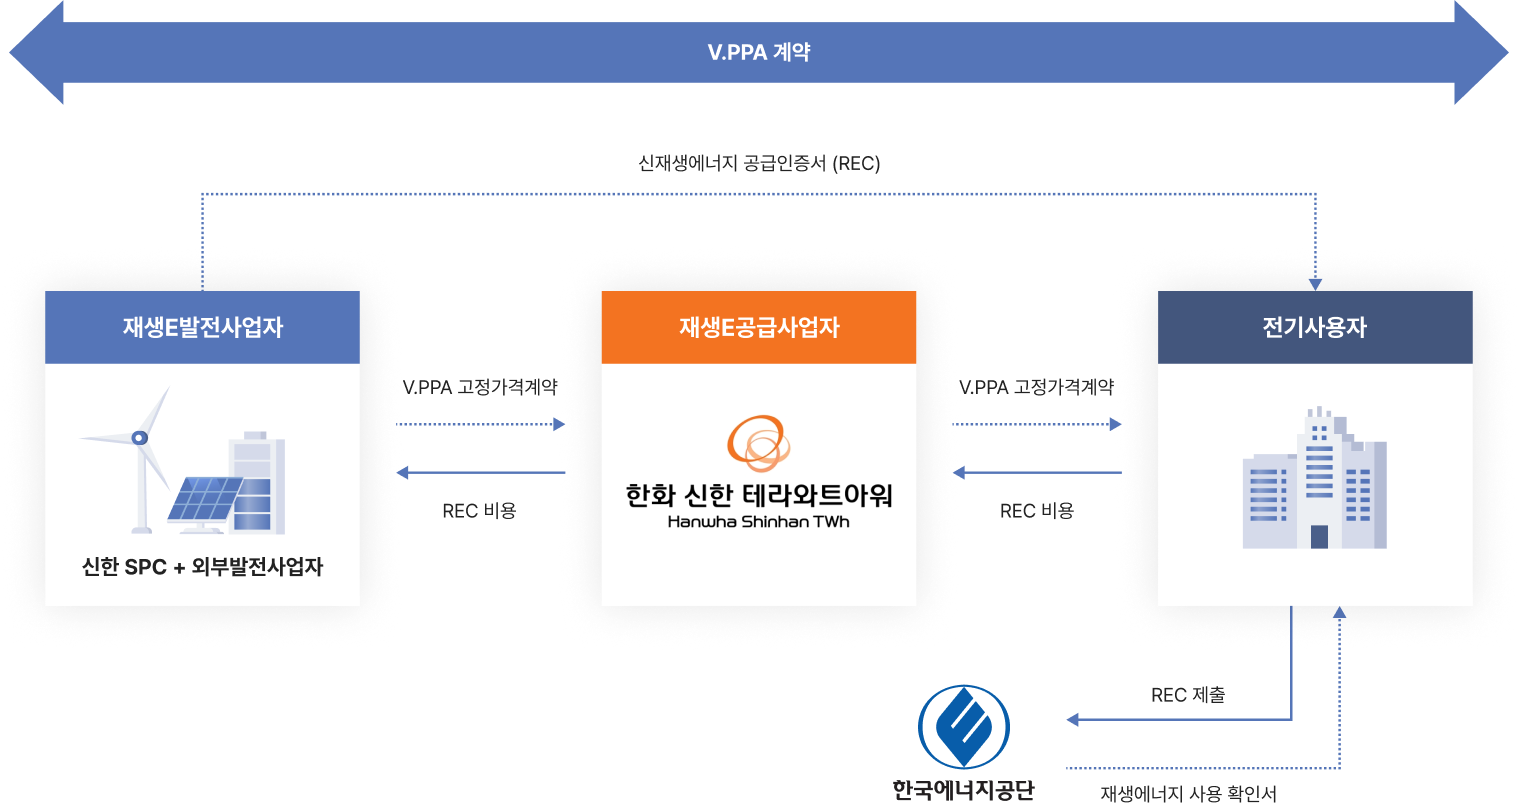 V.PPA 계약
신재생에너지 공급인증서 (REC)
재생E발전사업자
재생E공급사업자
전기사용자
V.PPA 고정가격계약
V.PPA 고정가격계약
한화 신한 테라와트아워
Hanwha Shinhan TWh
REC 비용
REC 비용
신한 SPC + 외부발전사업자
REC 제출
한국에너지공단
재생에너지 사용 확인서